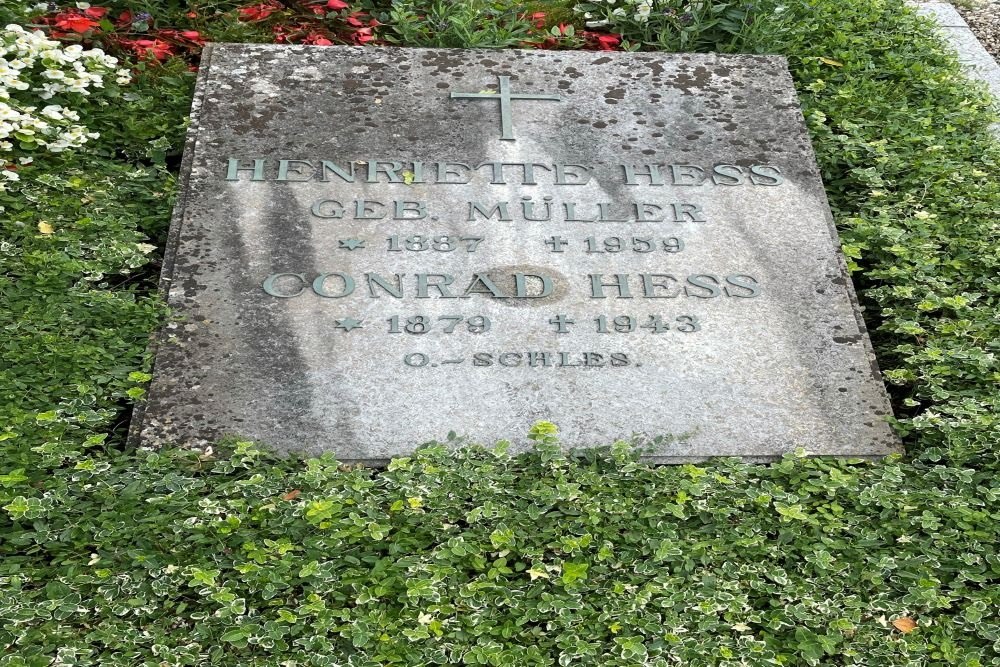 HENRIETTE HESS
GEB. MÜLLER
* 1887 † 1959
CONRAD HESS
* 1879 † 1943
O.-SCHLES.